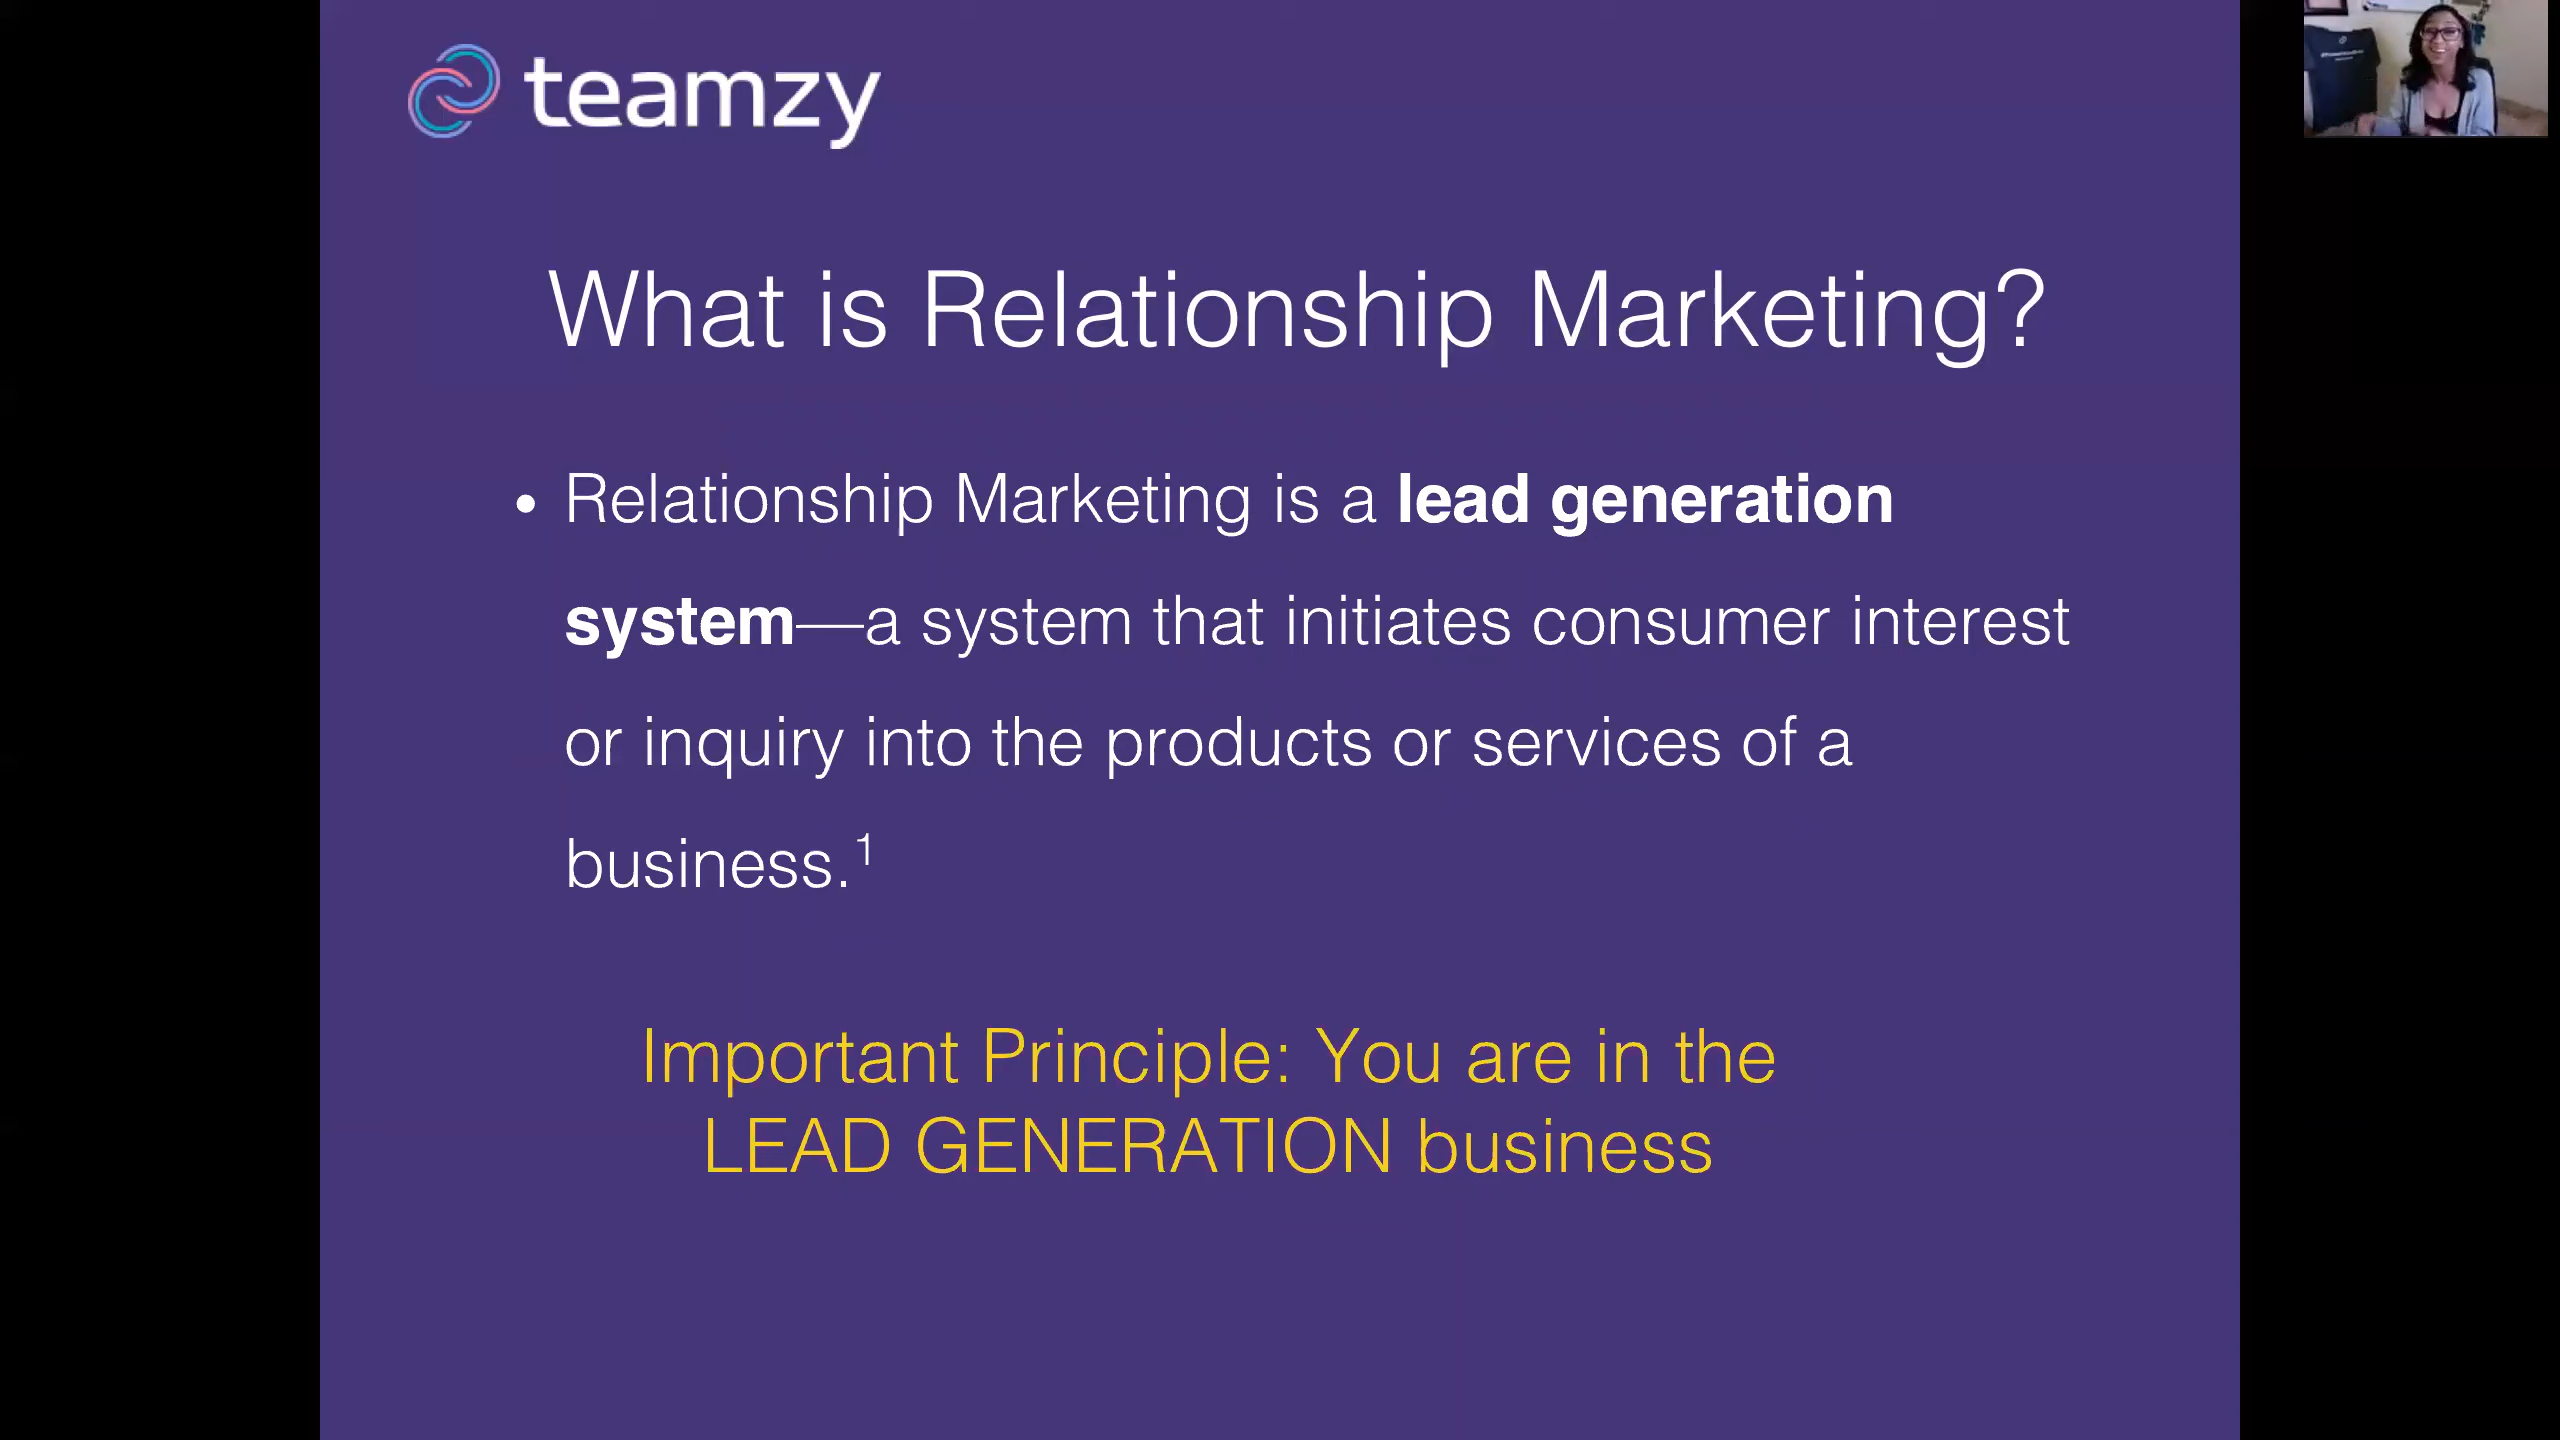 teamzy
What is Relationship Marketing?
• Relationship Marketing is a lead generation
system—a system that initiates consumer interest
or inquiry into the products or services of a
business.¹
Important Principle: You are in the
LEAD GENERATION business